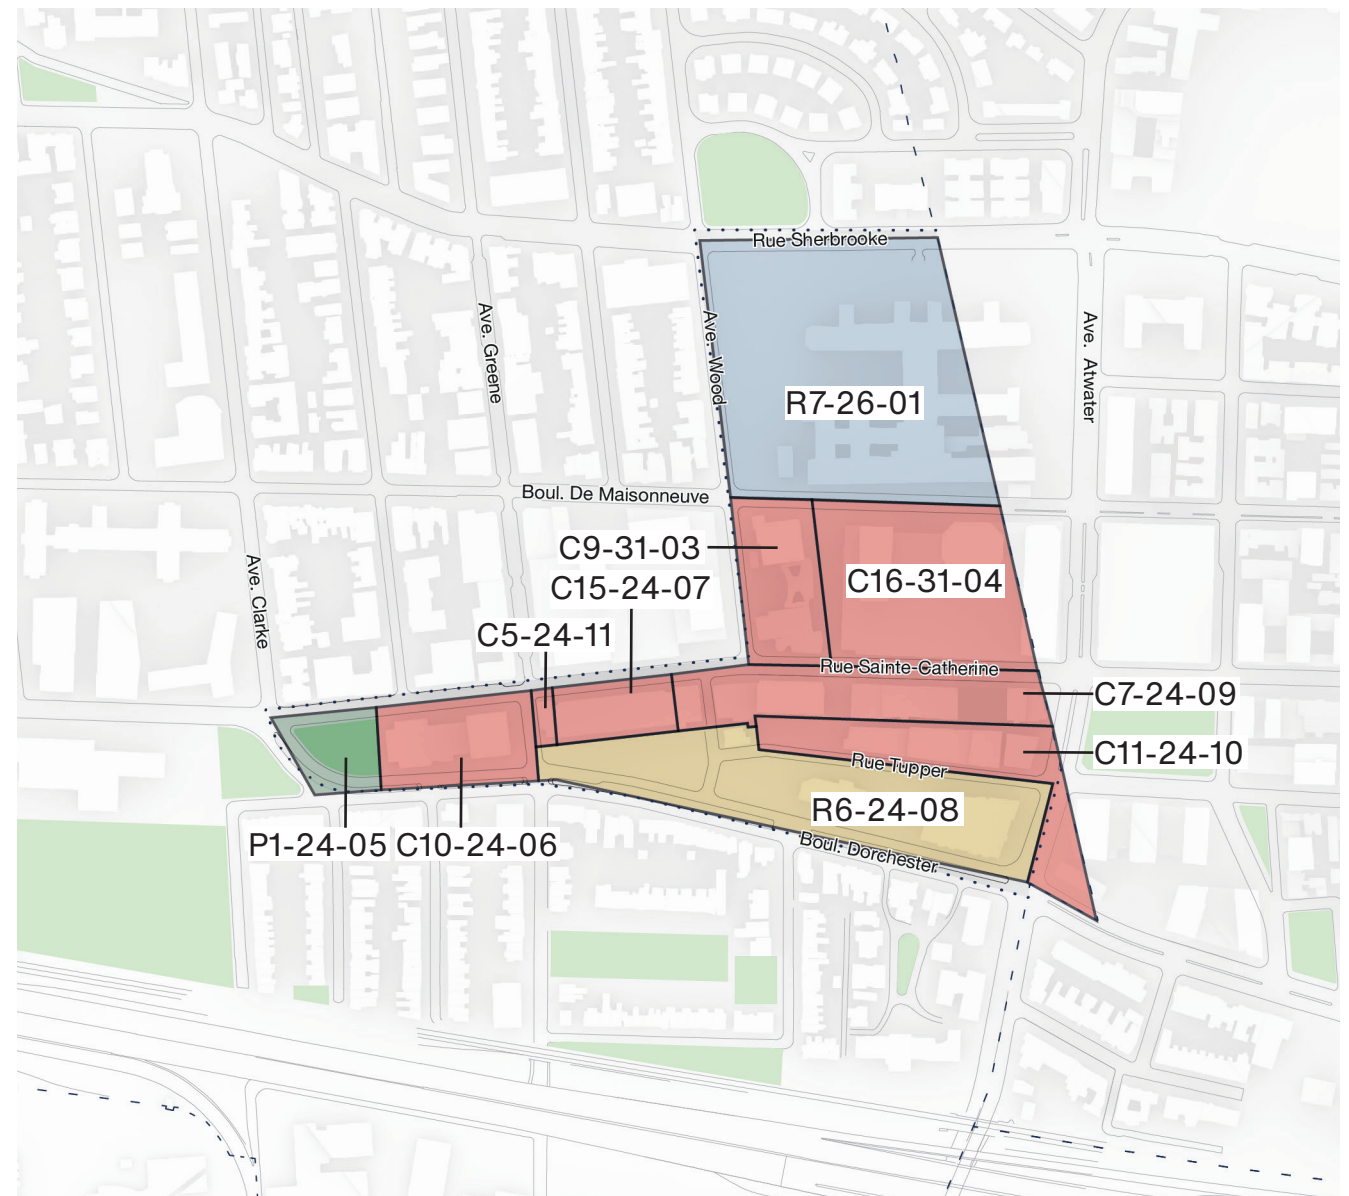 Rue Sherbrooke
Ave. Greene
Ave. Wood
Ave. Atwater
R7-26-01
Boul. De Maisonneuve
C9-31-03
C15-24-07
C16-31-04
Ave. Clarke
C5-24-11
Rue Sainte-Catherine
C7-24-09
C11-24-10
Rue Tupper
R6-24-08
P1-24-05
C10-24-06
Boul. Dorchester